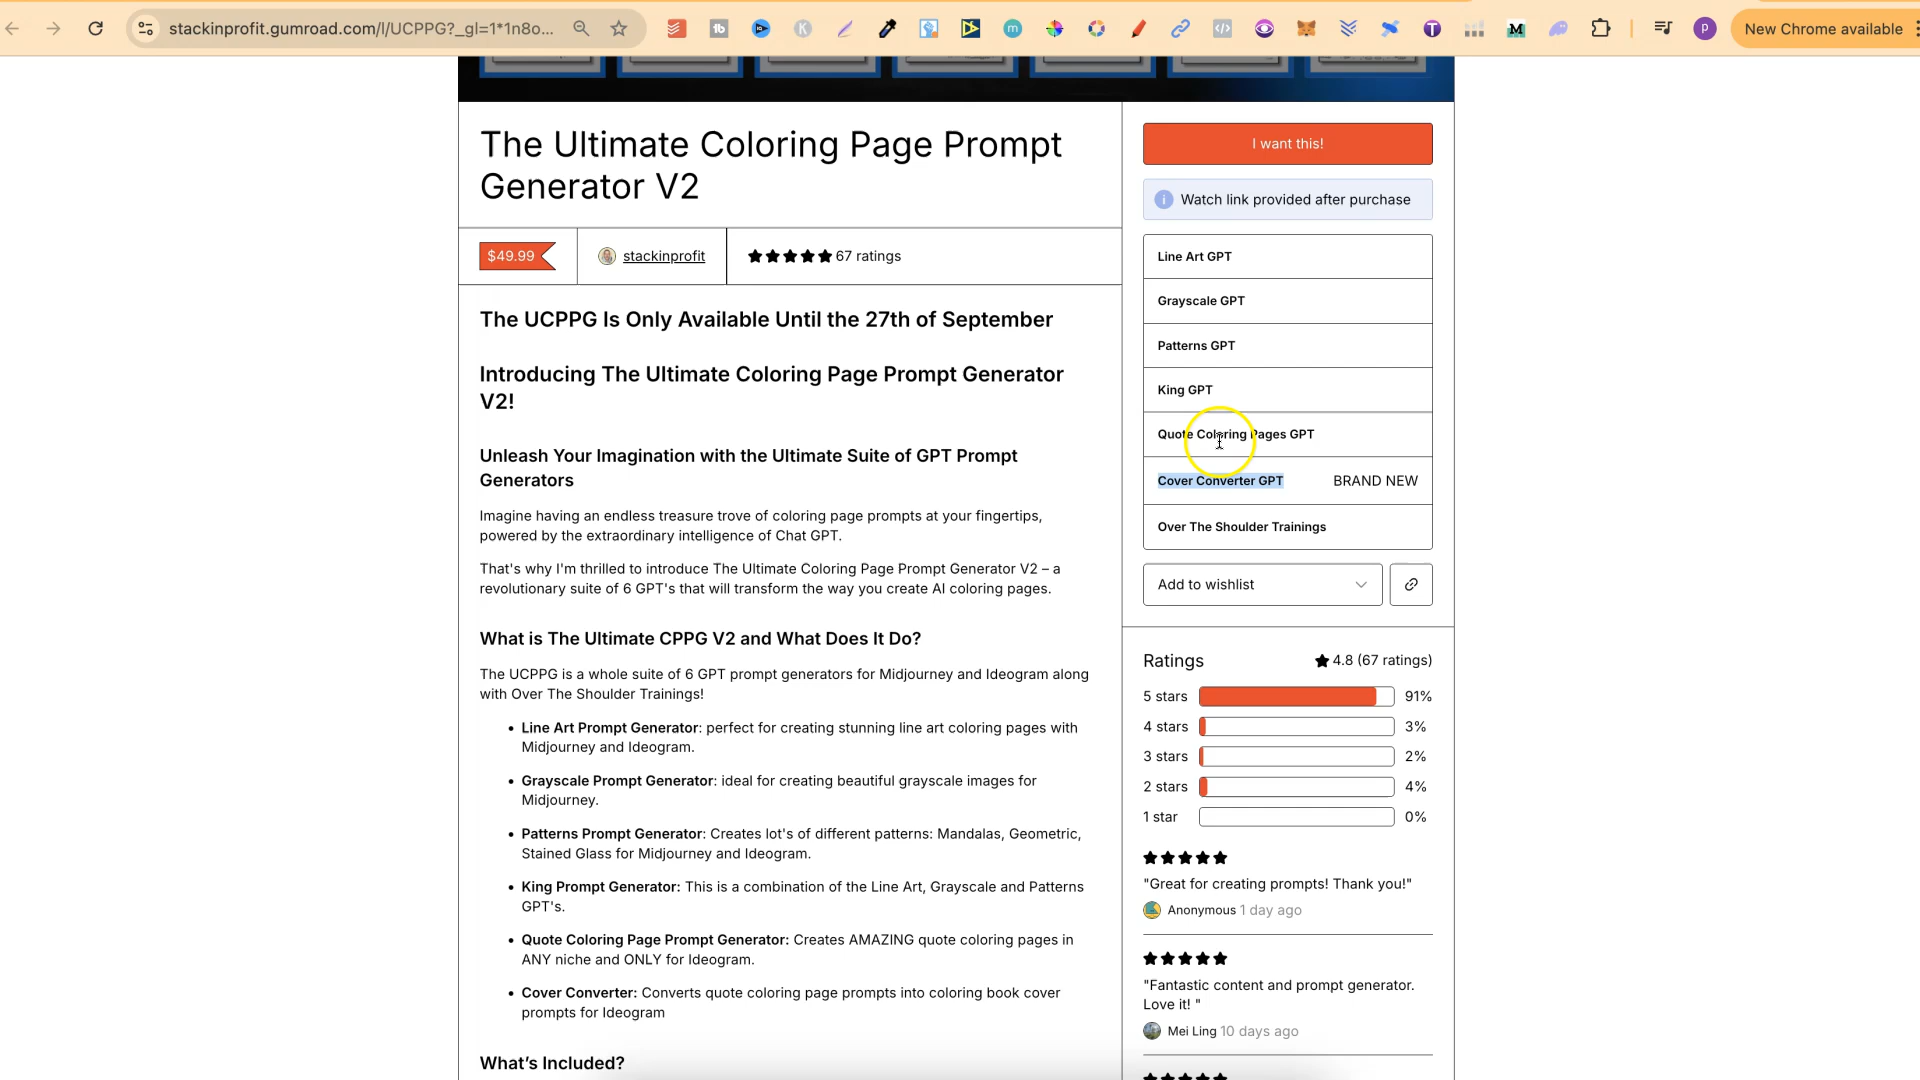 stackinprofit.gumroad.com/l/UCPPG?_gl=1*1n8o...
New Chrome available
The Ultimate Coloring Page Prompt
Generator V2
$49.99
stackinprofit
67 ratings
The UCPPG Is Only Available Until the 27th of September
Introducing The Ultimate Coloring Page Prompt Generator
V2!
Unleash Your Imagination with the Ultimate Suite of GPT Prompt
Generators
Imagine having an endless treasure trove of coloring page prompts at your fingertips,
powered by the extraordinary intelligence of Chat GPT.
That's why I'm thrilled to introduce The Ultimate Coloring Page Prompt Generator V2 – a
revolutionary suite of 6 GPT's that will transform the way you create AI coloring pages.
What is The Ultimate CPPG V2 and What Does It Do?
The UCPPG is a whole suite of 6 GPT prompt generators for Midjourney and Ideogram along
with Over The Shoulder Trainings!
• Line Art Prompt Generator: perfect for creating stunning line art coloring pages with
Midjourney and Ideogram.
• Grayscale Prompt Generator: ideal for creating beautiful grayscale images for
Midjourney.
• Patterns Prompt Generator: Creates lot's of different patterns: Mandalas, Geometric,
Stained Glass for Midjourney and Ideogram.
• King Prompt Generator: This is a combination of the Line Art, Grayscale and Patterns
GPT's.
• Quote Coloring Page Prompt Generator: Creates AMAZING quote coloring pages in
ANY niche and ONLY for Ideogram.
• Cover Converter: Converts quote coloring page prompts into coloring book cover
prompts for Ideogram
What's Included?
I want this!
Watch link provided after purchase
Line Art GPT
Grayscale GPT
Patterns GPT
King GPT
Quote Coloring Pages GPT
Cover Converter GPT BRAND NEW
Over The Shoulder Trainings
Add to wishlist
Ratings 4.8 (67 ratings)
5 stars 91%
4 stars 3%
3 stars 2%
2 stars 4%
1 star 0%
"Great for creating prompts! Thank you!"
Anonymous 1 day ago
"Fantastic content and prompt generator.
Love it! "
Mei Ling 10 days ago